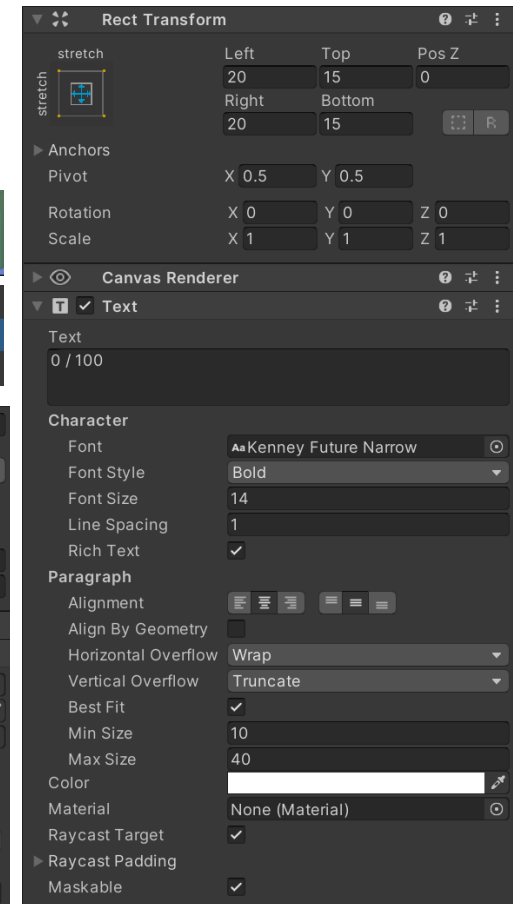 Rect Transform
stretch Left Top Pos Z
stretch 20 15 0
Right Bottom
20 15 R
Anchors
Pivot X 0.5 Y 0.5
Rotation X 0 Y 0 Z 0
Scale X 1 Y 1 Z 1
Canvas Renderer
T Text
Text
0 / 100
Character
Font Aa Kenney Future Narrow
Font Style Bold
Font Size 14
Line Spacing 1
Rich Text
Paragraph
Alignment
Align By Geometry
Horizontal Overflow Wrap
Vertical Overflow Truncate
Best Fit
Min Size 10
Max Size 40
Color
Material None (Material)
Raycast Target
Raycast Padding
Maskable